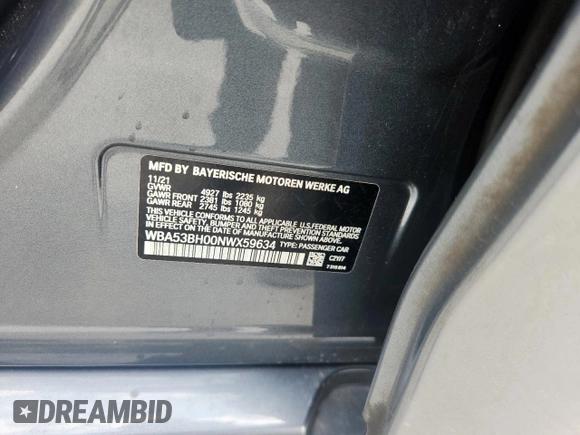 MFD BY BAYERISCHE MOTOREN WERKE AG
11/21
GVWR 4927 lbs 2235 kg
GAWR FRONT 2381 lbs 1080 kg
GAWR REAR 2745 lbs 1245 kg
THIS VEHICLE CONFORMS TO ALL APPLICABLE U.S.FEDERAL MOTOR
VEHICLE SAFETY, BUMPER, AND THEFT PREVENTION STANDARDS
IN EFFECT ON THE DATE OF MANUFACTURE SHOWN ABOVE.
WBA53BH00NWX59634 TYPE: PASSENGER CAR
CZY/7
DREAMBID